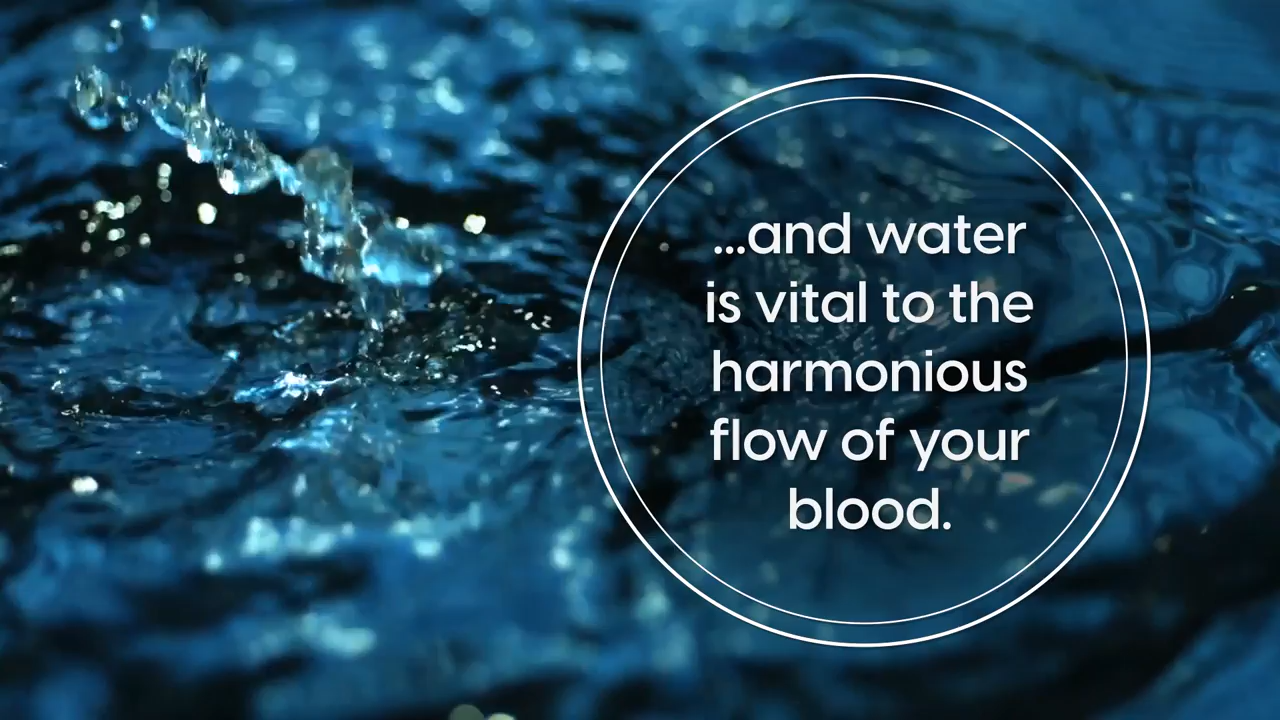 ...and water
is vital to the
harmonious
flow of your
blood.